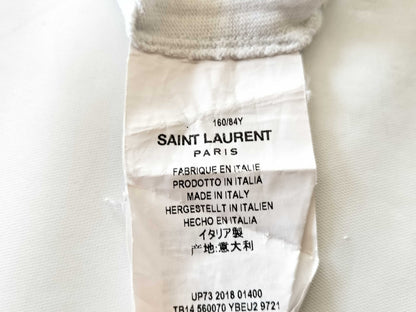 160/84Y
SAINT LAURENT
PARIS
FABRIQUE EN ITALIE
PRODOTTO IN ITALIA
MADE IN ITALY
HERGESTELLT IN ITALIEN
HECHO EN ITALIA
イタリア製
产地:意大利
UP73 2018 01400
TB14 560070 YBEU2 9721